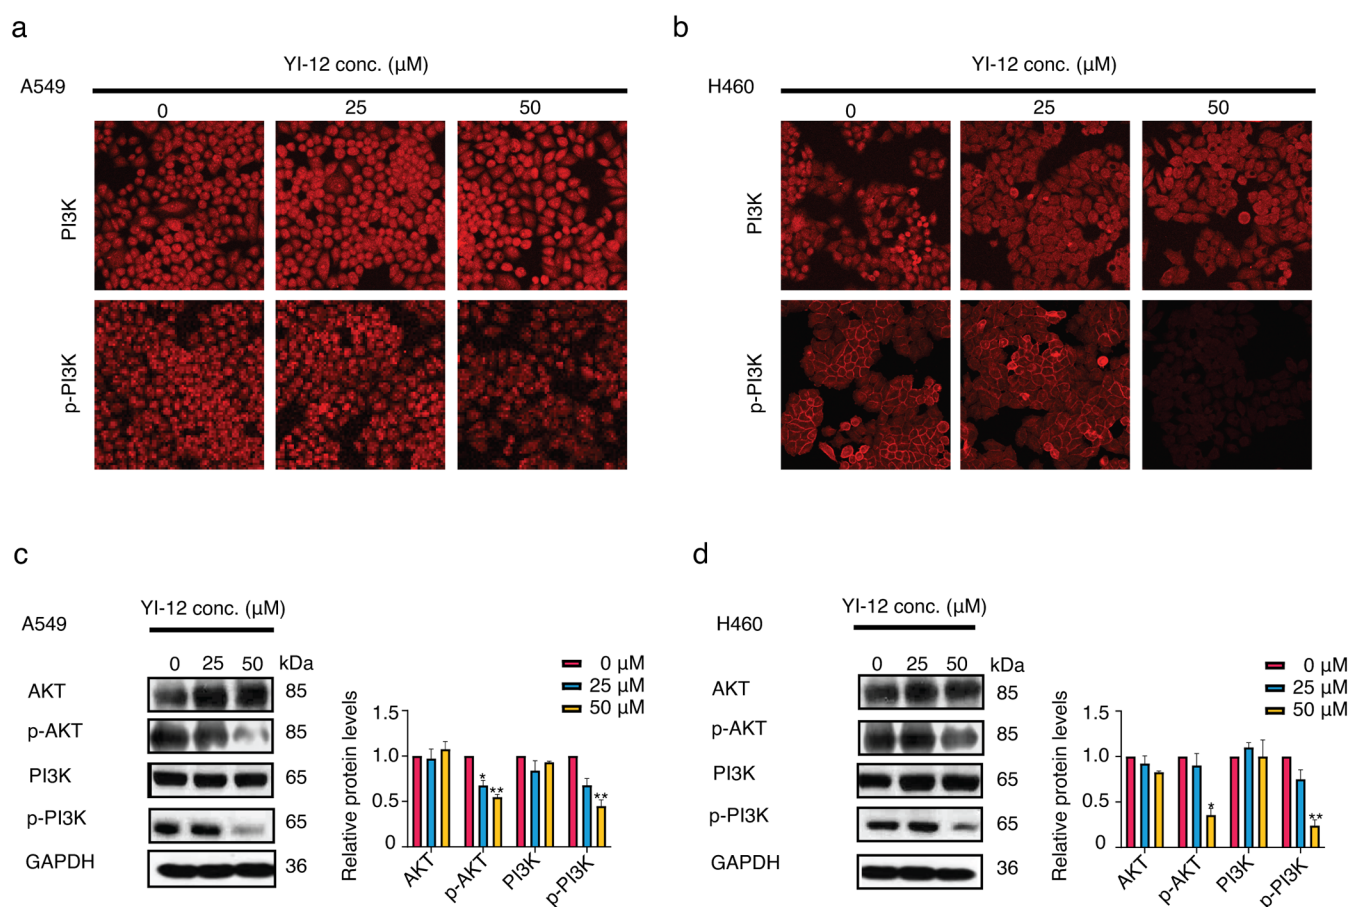 a
YI-12 conc. (μM)
A549
0 25 50
PI3K
p-PI3K
b
YI-12 conc. (μM)
H460
0 25 50
PI3K
p-PI3K
c
YI-12 conc. (μM)
A549
0 25 50 kDa
AKT 85
p-AKT 85
PI3K 65
p-PI3K 65
GAPDH 36
0 μM
25 μM
50 μM
Relative protein levels
1.5
1.0
0.5
0
* ** **
AKT p-AKT PI3K p-PI3K
d
YI-12 conc. (μM)
H460
0 25 50 kDa
AKT 85
p-AKT 85
PI3K 65
p-PI3K 65
GAPDH 36
0 μM
25 μM
50 μM
Relative protein levels
1.5
1.0
0.5
0
* **
AKT p-AKT PI3K p-PI3K